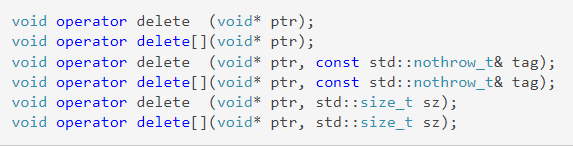 void operator delete  (void* ptr);
void operator delete[](void* ptr);
void operator delete  (void* ptr, const std::nothrow_t& tag);
void operator delete[](void* ptr, const std::nothrow_t& tag);
void operator delete  (void* ptr, std::size_t sz);
void operator delete[](void* ptr, std::size_t sz);